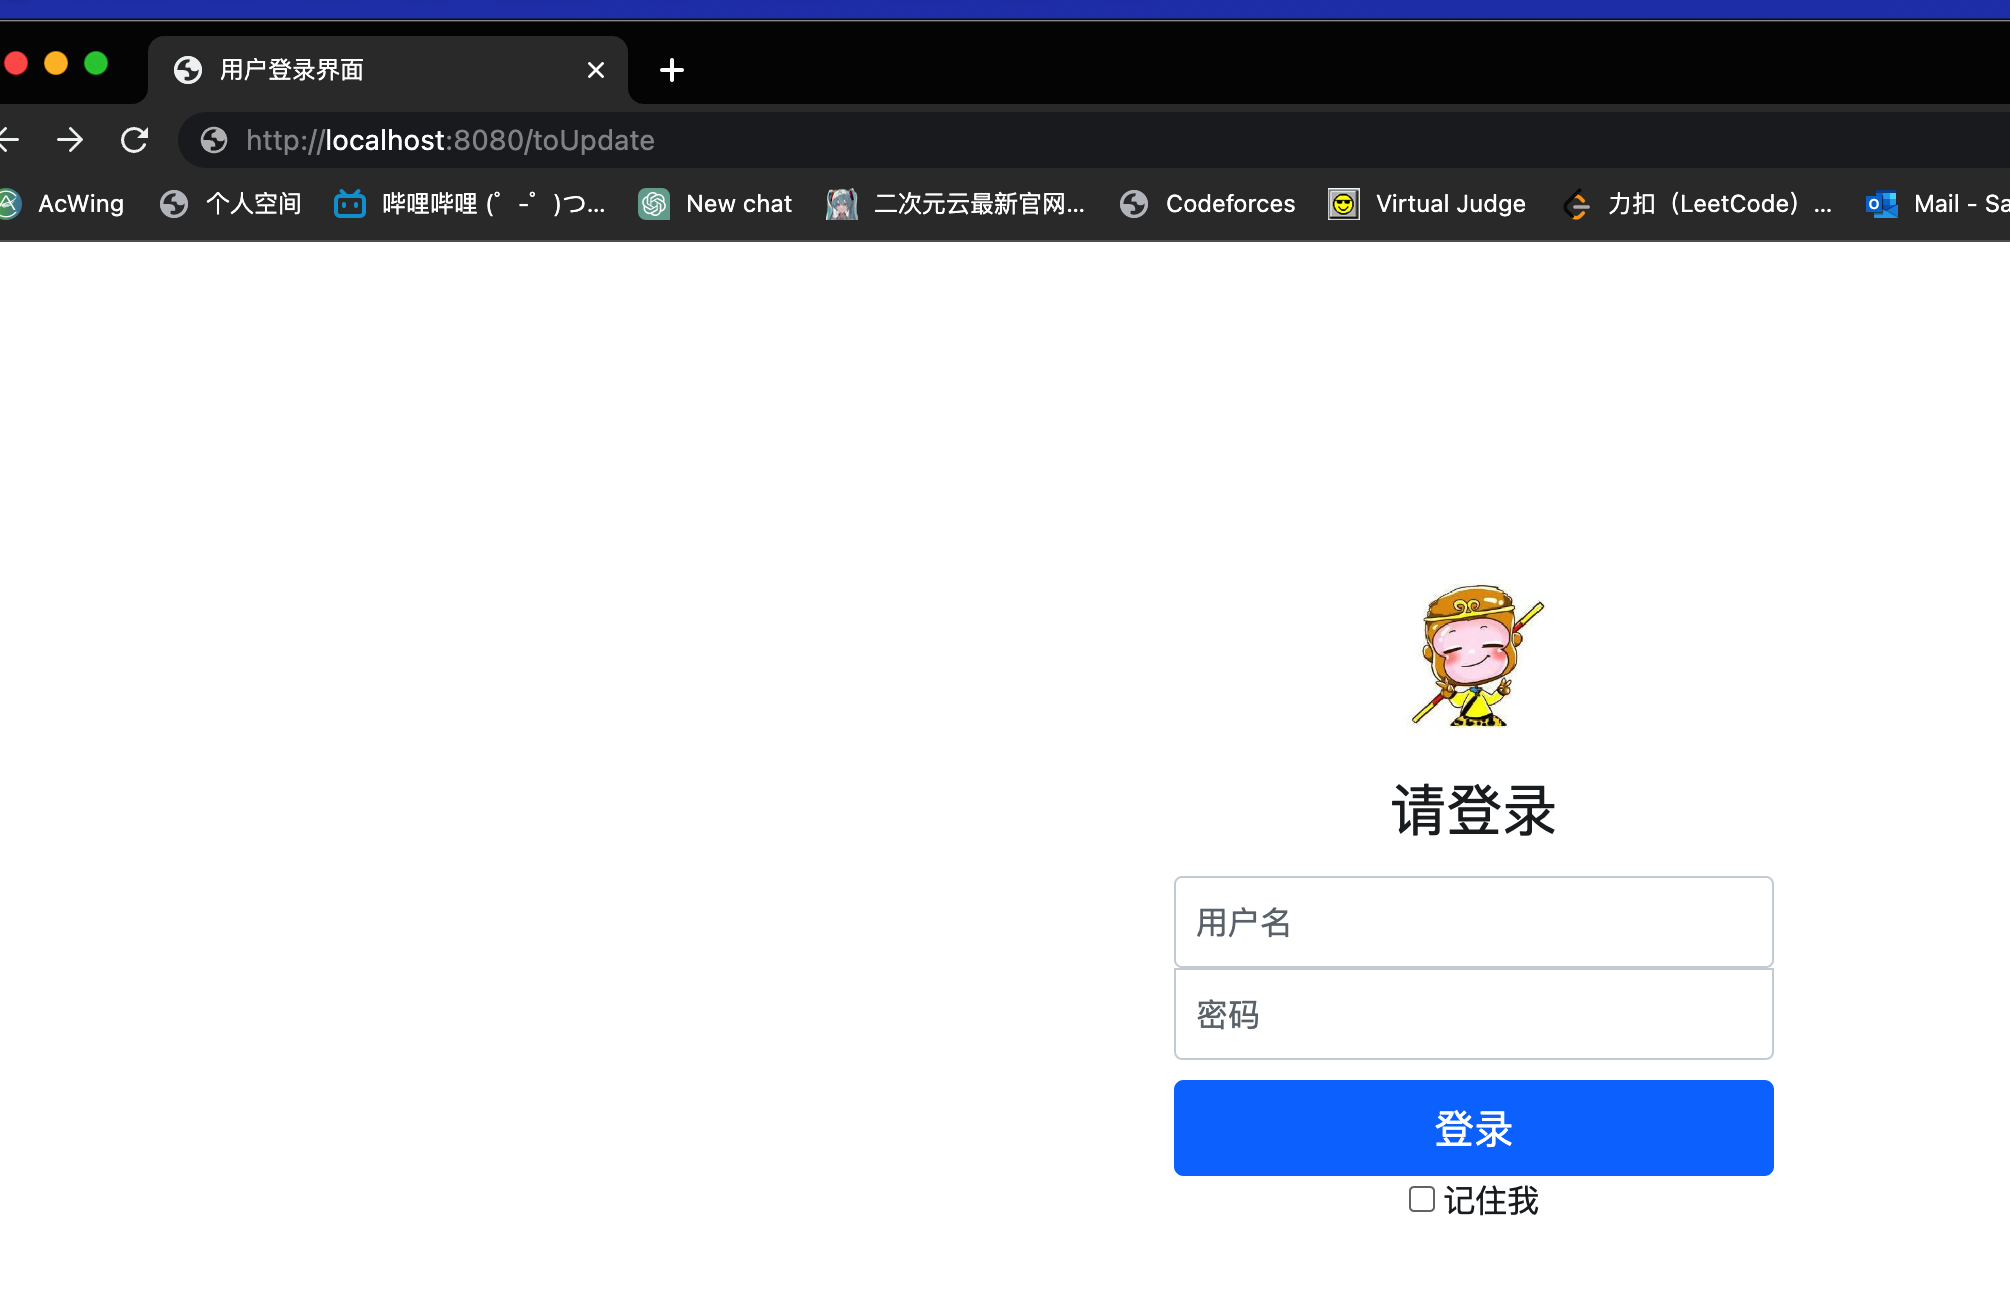 用户登录界面
http://localhost:8080/toUpdate
AcWing 个人空间 哔哩哔哩 (゜-゜)つ... New chat 二次元云最新官网... Codeforces Virtual Judge 力扣（LeetCode）... Mail - Sa
请登录
用户名
密码
登录
记住我